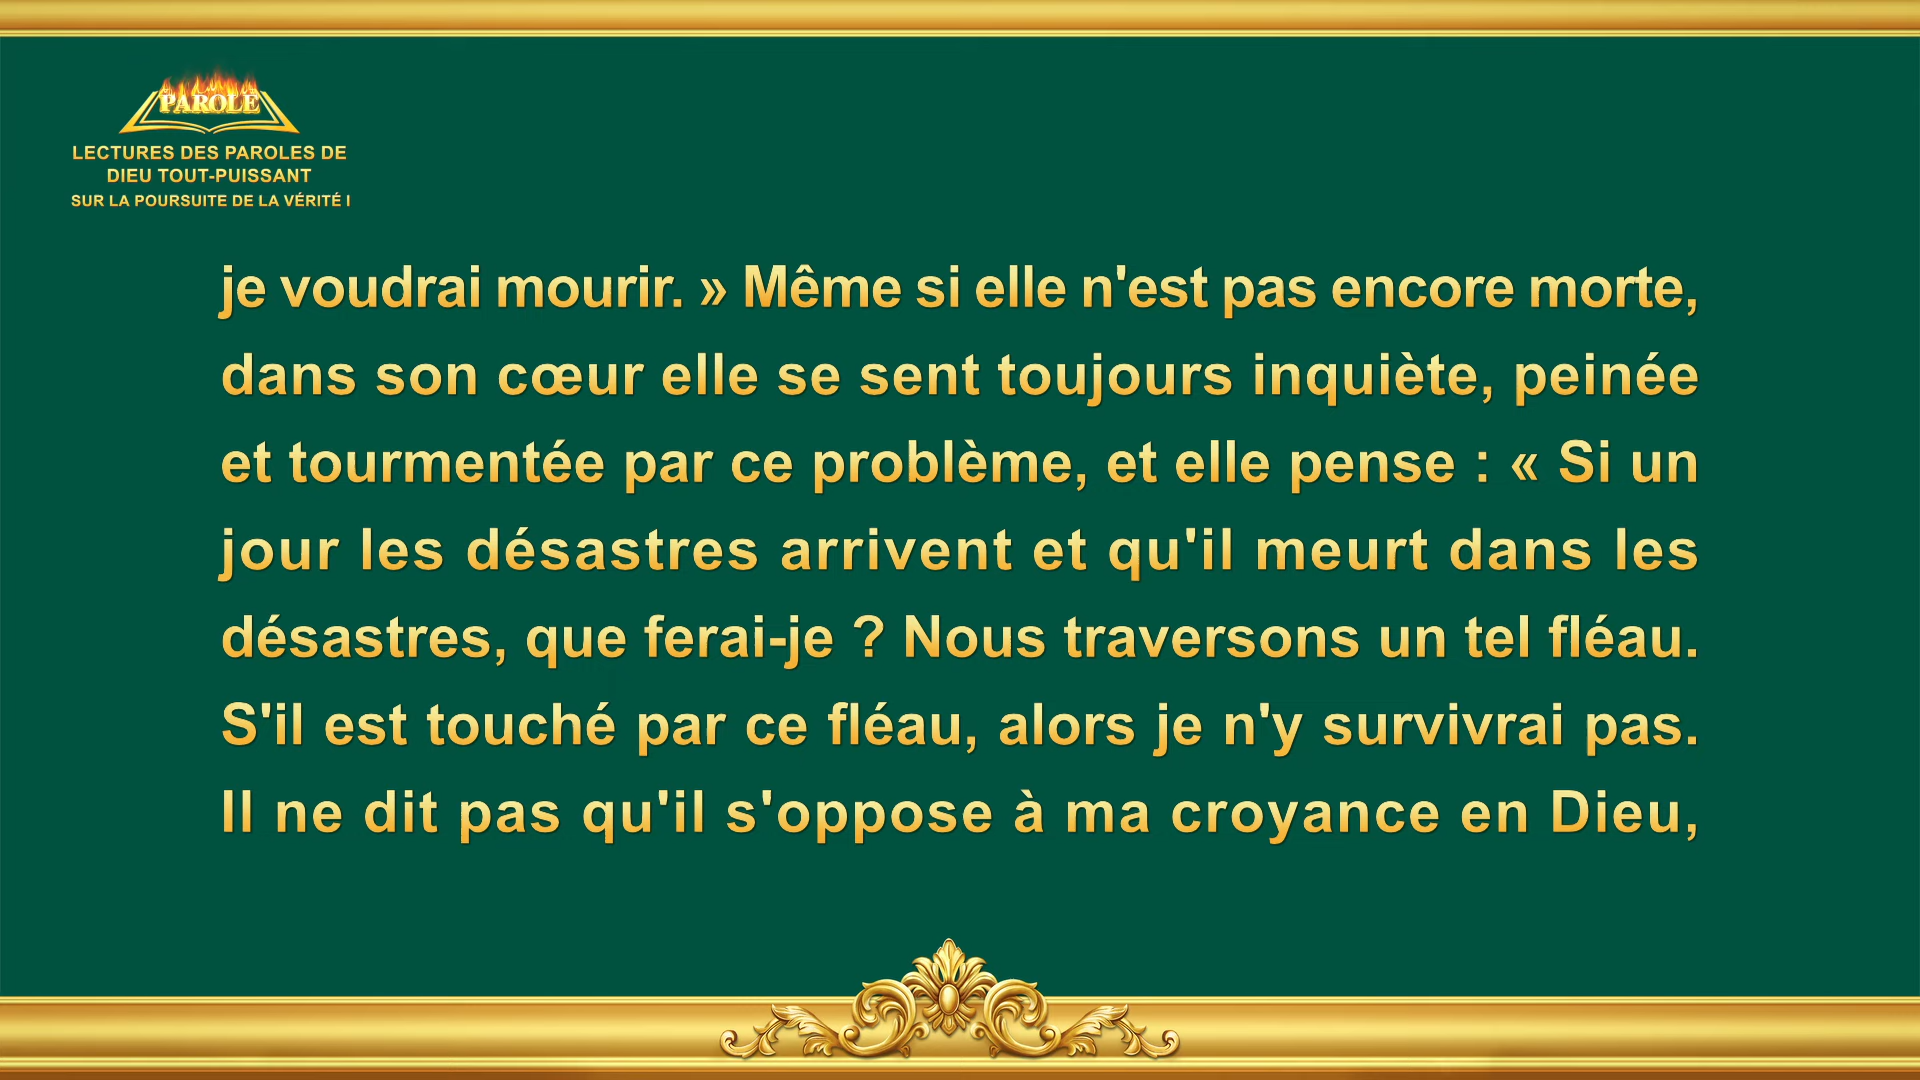 PAROLE
LECTURES DES PAROLES DE
DIEU TOUT-PUISSANT
SUR LA POURSUITE DE LA VÉRITÉ I
je voudrai mourir. » Même si elle n'est pas encore morte,
dans son cœur elle se sent toujours inquiète, peinée
et tourmentée par ce problème, et elle pense : « Si un
jour les désastres arrivent et qu'il meurt dans les
désastres, que ferai-je ? Nous traversons un tel fléau.
S'il est touché par ce fléau, alors je n'y survivrai pas.
Il ne dit pas qu'il s'oppose à ma croyance en Dieu,